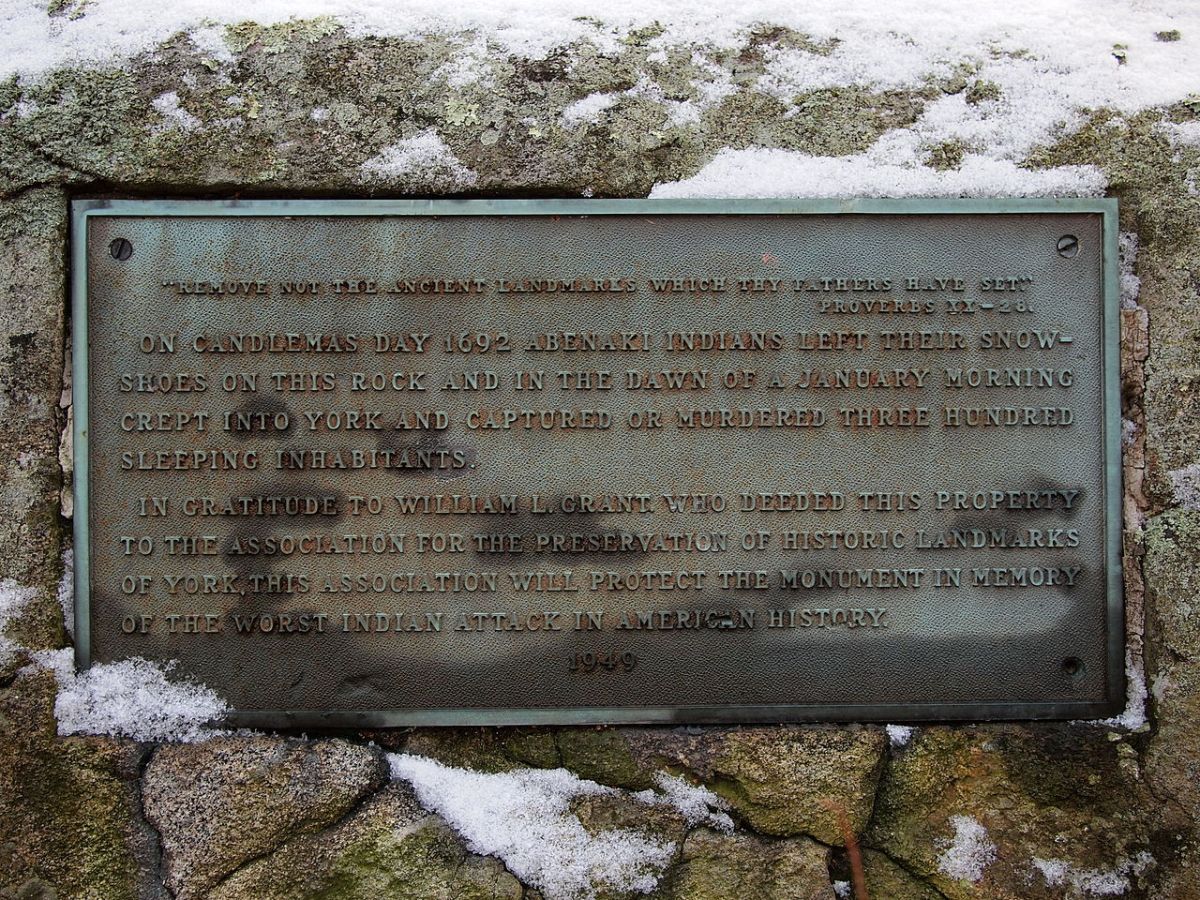 "REMOVE NOT THE ANCIENT LANDMARKS WHICH THY FATHERS HAVE SET"
PROVERBS XX-28.
ON CANDLEMAS DAY 1692 ABENAKI INDIANS LEFT THEIR SNOW-
SHOES ON THIS ROCK AND IN THE DAWN OF A JANUARY MORNING
CREPT INTO YORK AND CAPTURED OR MURDERED THREE HUNDRED
SLEEPING INHABITANTS.
IN GRATITUDE TO WILLIAM L. GRANT. WHO DEEDED THIS PROPERTY
TO THE ASSOCIATION FOR THE PRESERVATION OF HISTORIC LANDMARKS
OF YORK, THIS ASSOCIATION WILL PROTECT THE MONUMENT IN MEMORY
OF THE WORST INDIAN ATTACK IN AMERICAN HISTORY.
1949